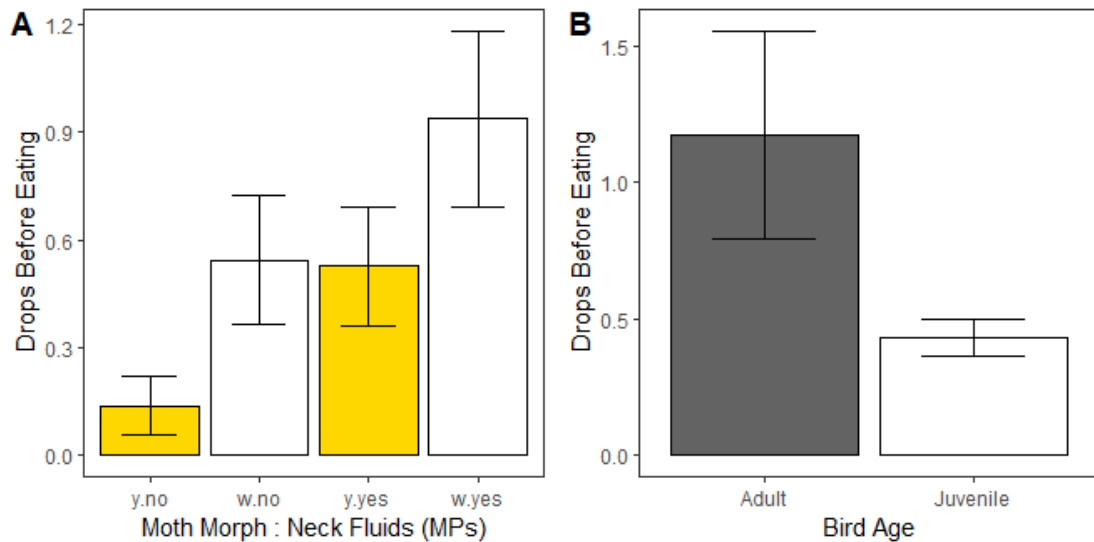 A
Drops Before Eating
1.2
0.9
0.6
0.3
0.0
y.no w.no y.yes w.yes
Moth Morph : Neck Fluids (MPs)
B
Drops Before Eating
1.5
1.0
0.5
0.0
Adult Juvenile
Bird Age